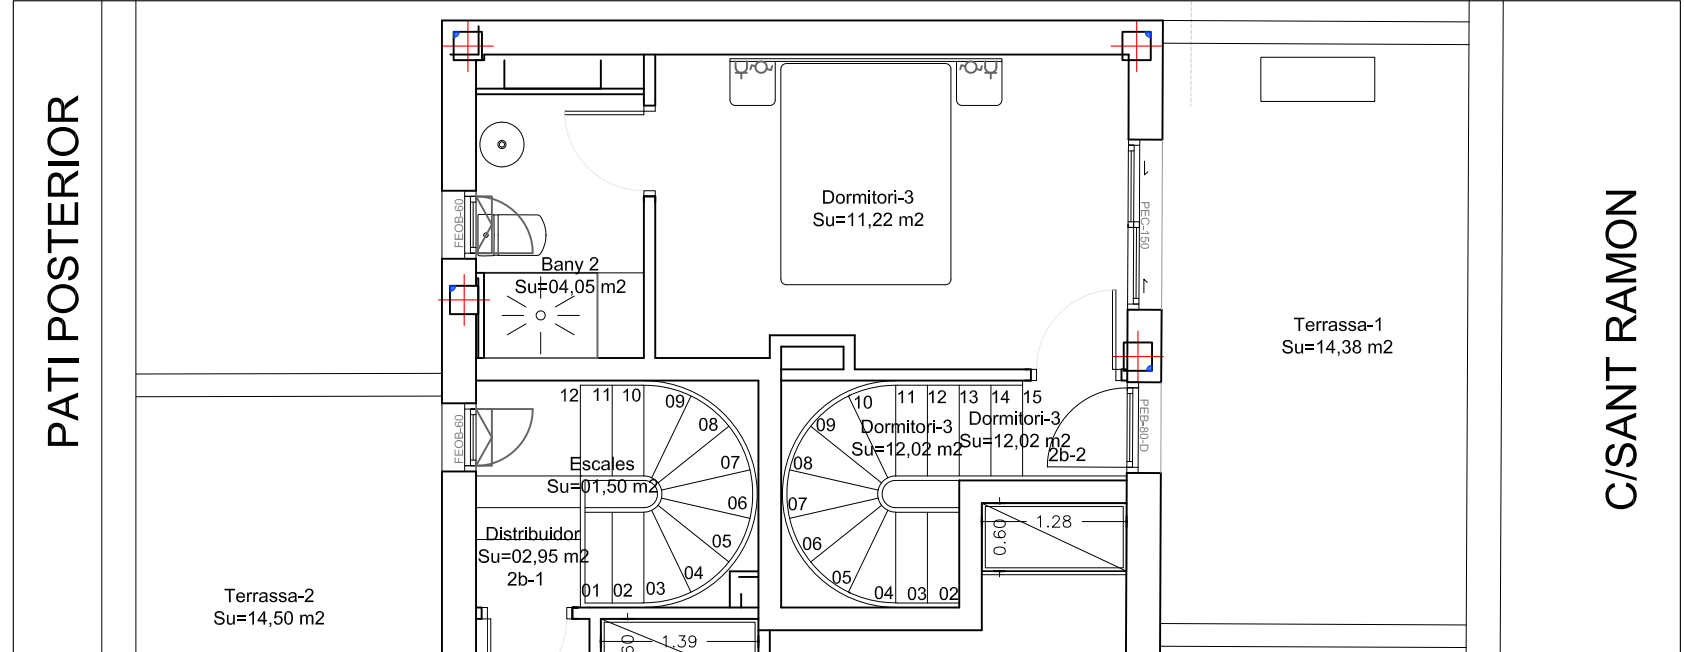 PATI POSTERIOR
C/SANT RAMON
Dormitori-3
Su=11,22 m2
FEOB-60
PEC-150
Bany 2
Su=04,05 m2
Terrassa-1
Su=14,38 m2
12 11 10 09
08
07
06
05
04
03
02
01
10 11 12 13 14 15
09
08
07
06
05
04 03 02
Dormitori-3
Su=12,02 m2
Dormitori-3
Su=12,02 m2
2b-2
FEOB-60
PEB-80-D
Escales
Su=01,50 m2
0.60
1.28
Distribuidor
Su=02,95 m2
2b-1
Terrassa-2
Su=14,50 m2
1.39